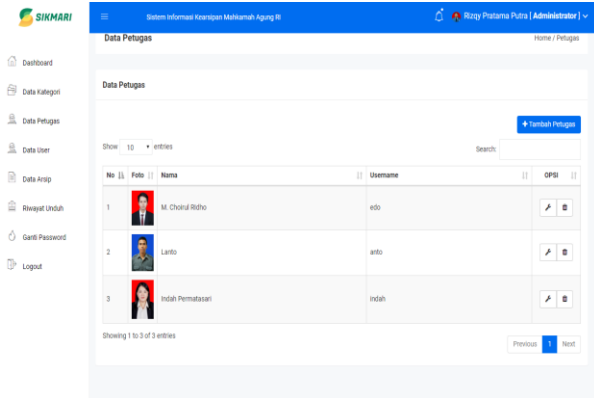 SIKMARI
Sistem Informasi Kearsipan Mahkamah Agung RI
Rizqy Pratama Putra [ Administrator ]
Dashboard
Data Kategori
Data Petugas
Data User
Data Arsip
Riwayat Unduh
Ganti Password
Logout
Data Petugas
Home / Petugas
Data Petugas
+ Tambah Petugas
Show 10 entries
Search:
No Foto Nama Username OPSI
1 M. Choirul Ridho edo
2 Lanto anto
3 Indah Permatasari indah
Showing 1 to 3 of 3 entries
Previous 1 Next